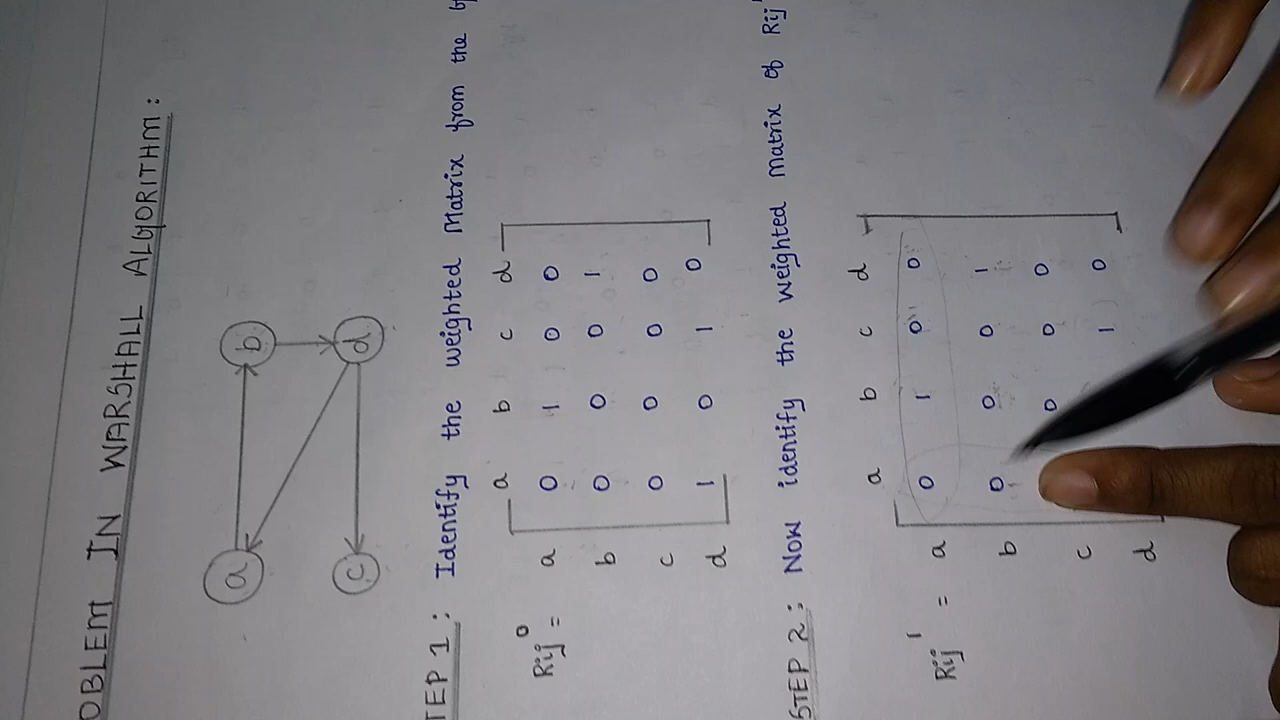 OBLEM IN WARSHALL ALGORITHM:
a b
c d
TEP 1 : Identify the weighted Matrix from the
a b c d
Rij⁰ = a 0 1 0 0
b 0 0 0 1
c 0 0 0 0
d 1 0 1 0
STEP 2 : Now identify the weighted matrix of Rij¹
a b c d
Rij¹ = a 0 1 0 0
b 0 0 0 1
c 0 0 0
d 1 0